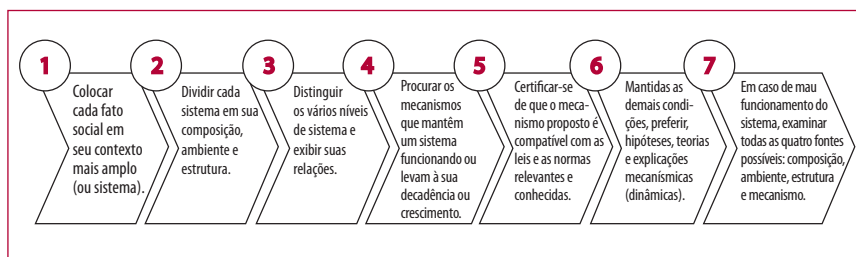 1
Colocar
cada fato
social em
seu contexto
mais amplo
(ou sistema).
2
Dividir cada
sistema em sua
composição,
ambiente e
estrutura.
3
Distinguir
os vários níveis
de sistema e
exibir suas
relações.
4
Procurar os
mecanismos
que mantêm
um sistema
funcionando ou
levam à sua
decadência ou
crescimento.
5
Certificar-se
de que o meca-
nismo proposto é
compatível com as
leis e as normas
relevantes e
conhecidas.
6
Mantidas as
demais condi-
ções, preferir,
hipóteses, teorias
e explicações
mecanísmicas
(dinâmicas).
7
Em caso de mau
funcionamento do
sistema, examinar
todas as quatro fontes
possíveis: composição,
ambiente, estrutura
e mecanismo.